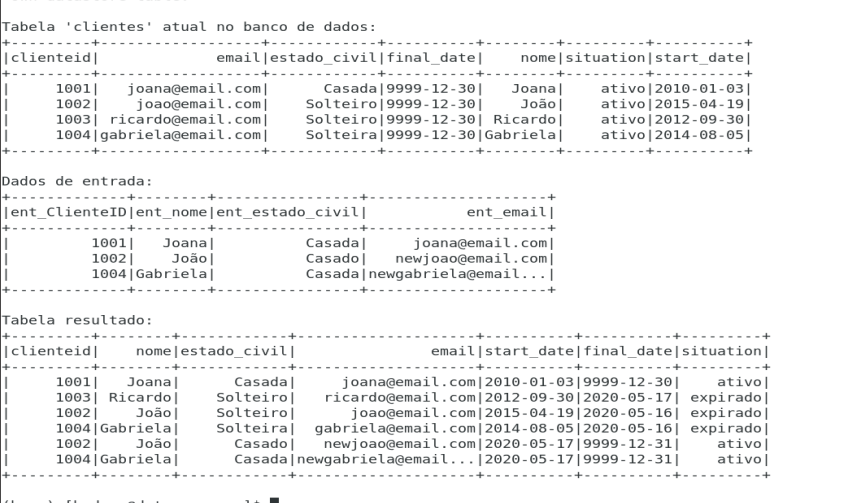 Tabela 'clientes' atual no banco de dados:
+---------+------------------+------------+----------+--------+---------+----------+
|clienteid|             email|estado_civil|final_date|    nome|situation|start_date|
+---------+------------------+------------+----------+--------+---------+----------+
|     1001|   joana@email.com|      Casada|9999-12-30|   Joana|    ativo|2010-01-03|
|     1002|    joao@email.com|    Solteiro|9999-12-30|    João|    ativo|2015-04-19|
|     1003| ricardo@email.com|    Solteiro|9999-12-30| Ricardo|    ativo|2012-09-30|
|     1004|gabriela@email.com|    Solteira|9999-12-30|Gabriela|    ativo|2014-08-05|
+---------+------------------+------------+----------+--------+---------+----------+
Dados de entrada:
+------------+--------+----------------+--------------------+
|ent_ClienteID|ent_nome|ent_estado_civil|           ent_email|
+------------+--------+----------------+--------------------+
|         1001|   Joana|          Casada|     joana@email.com|
|         1002|    João|          Casado|   newjoao@email.com|
|         1004|Gabriela|          Casada|newgabriela@email...|
+------------+--------+----------------+--------------------+
Tabela resultado:
+---------+--------+------------+--------------------+----------+----------+---------+
|clienteid|    nome|estado_civil|               email|start_date|final_date|situation|
+---------+--------+------------+--------------------+----------+----------+---------+
|     1001|   Joana|      Casada|     joana@email.com|2010-01-03|9999-12-30|    ativo|
|     1003| Ricardo|    Solteiro|   ricardo@email.com|2012-09-30|2020-05-17| expirado|
|     1002|    João|    Solteiro|      joao@email.com|2015-04-19|2020-05-16| expirado|
|     1004|Gabriela|    Solteira|  gabriela@email.com|2014-08-05|2020-05-16| expirado|
|     1002|    João|      Casado|   newjoao@email.com|2020-05-17|9999-12-31|    ativo|
|     1004|Gabriela|      Casada|newgabriela@email...|2020-05-17|9999-12-31|    ativo|
+---------+--------+------------+--------------------+----------+----------+---------+